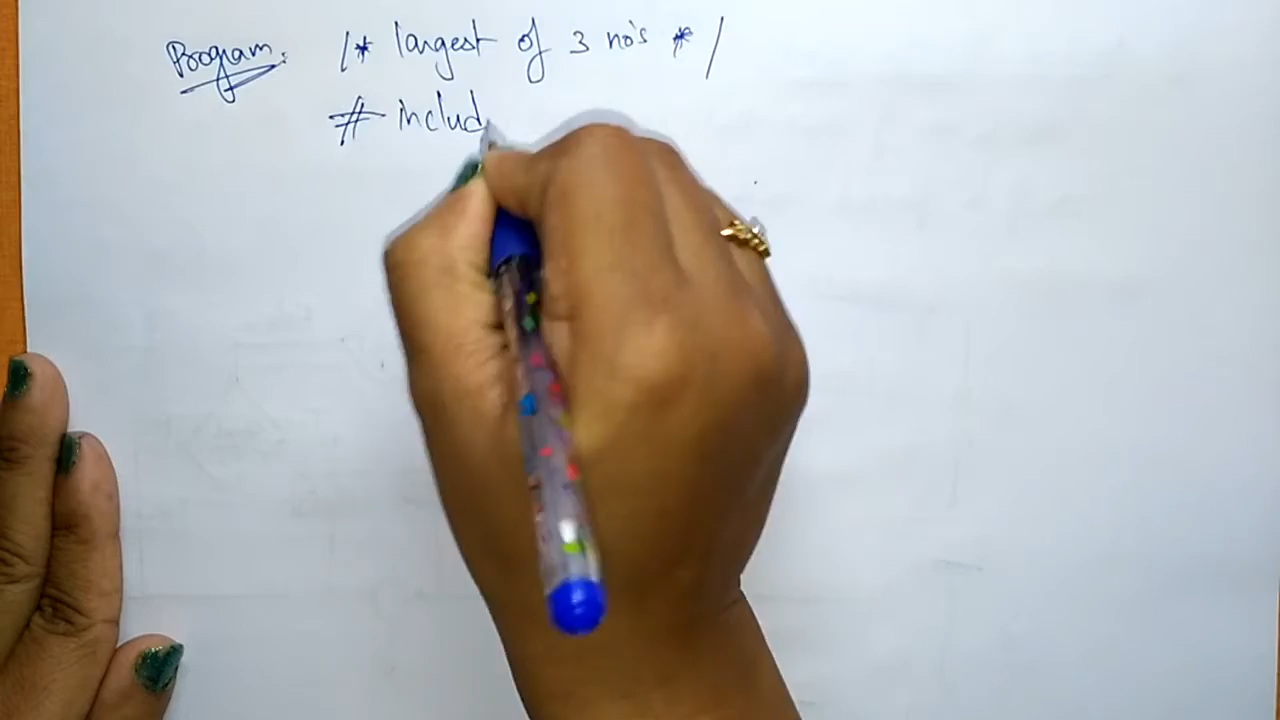 Program: /* largest of 3 no's */
# includ